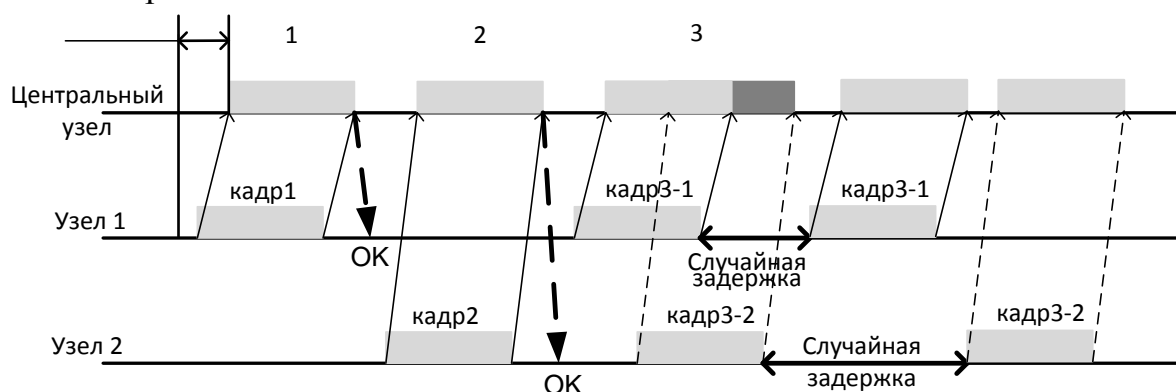 1 2 3
Центральный
узел
кадр1 кадр3-1 кадр3-1
Узел 1
OK
Случайная
задержка
кадр2 кадр3-2 кадр3-2
Узел 2
Случайная
задержка
OK